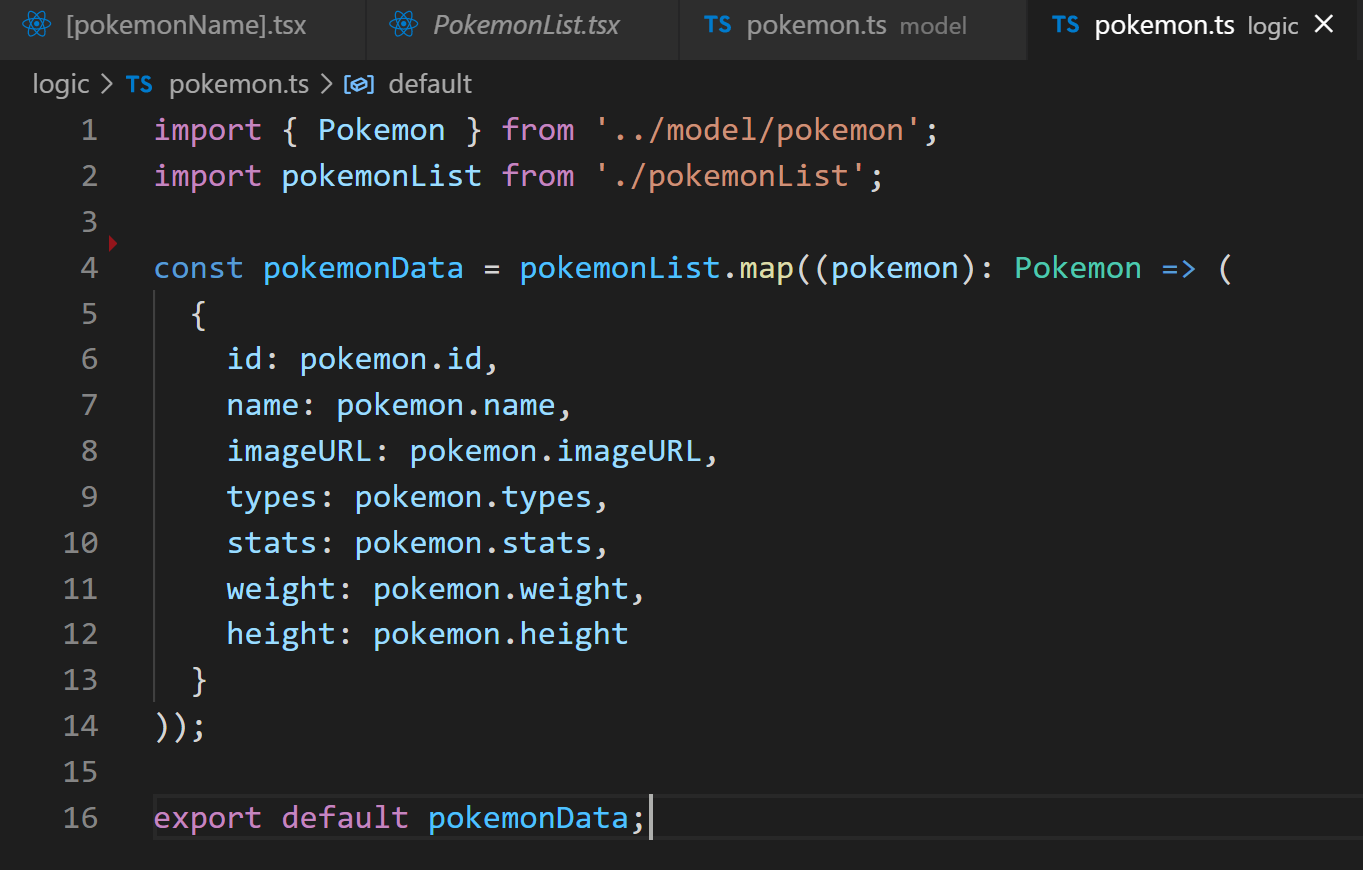 [pokemonName].tsx PokemonList.tsx TS pokemon.ts model TS pokemon.ts logic
logic > TS pokemon.ts > default
1 import { Pokemon } from '../model/pokemon';
2 import pokemonList from './pokemonList';
3
4 const pokemonData = pokemonList.map((pokemon): Pokemon => (
5 {
6 id: pokemon.id,
7 name: pokemon.name,
8 imageURL: pokemon.imageURL,
9 types: pokemon.types,
10 stats: pokemon.stats,
11 weight: pokemon.weight,
12 height: pokemon.height
13 }
14 ));
15
16 export default pokemonData;